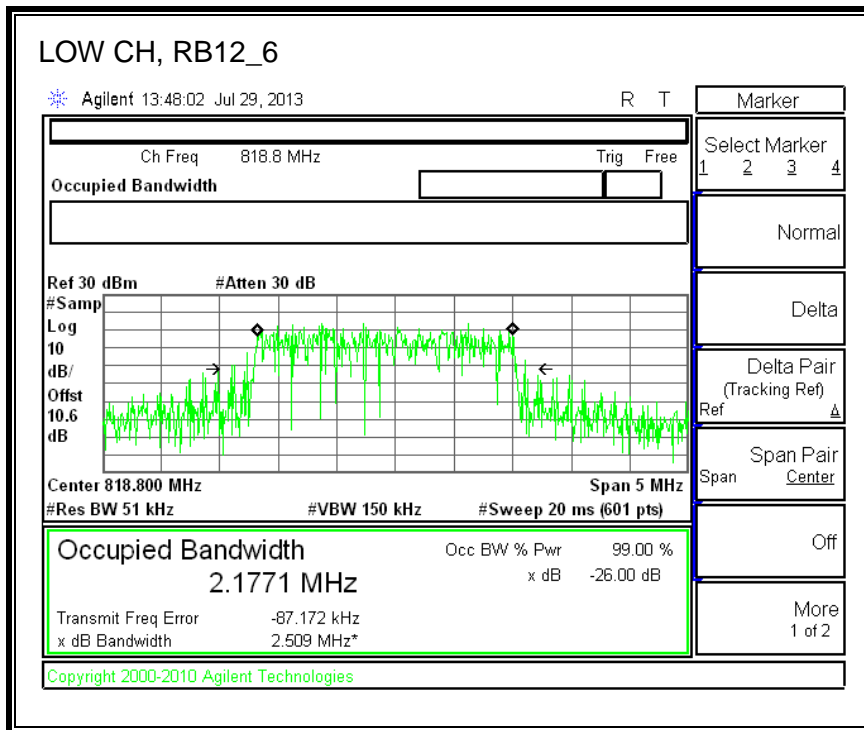 LOW CH, RB12_6
Agilent 13:48:02 Jul 29, 2013 R T
Ch Freq 818.8 MHz Trig Free
Occupied Bandwidth
Ref 30 dBm #Atten 30 dB
#Samp
Log
10
dB/
Offst
10.6
dB
Center 818.800 MHz Span 5 MHz
#Res BW 51 kHz #VBW 150 kHz #Sweep 20 ms (601 pts)
Occupied Bandwidth
2.1771 MHz
Occ BW % Pwr 99.00 %
x dB -26.00 dB
Transmit Freq Error -87.172 kHz
x dB Bandwidth 2.509 MHz*
Copyright 2000-2010 Agilent Technologies
Marker
Select Marker
1 2 3 4
Normal
Delta
Delta Pair
(Tracking Ref)
Ref Δ
Span Pair
Span Center
Off
More
1 of 2